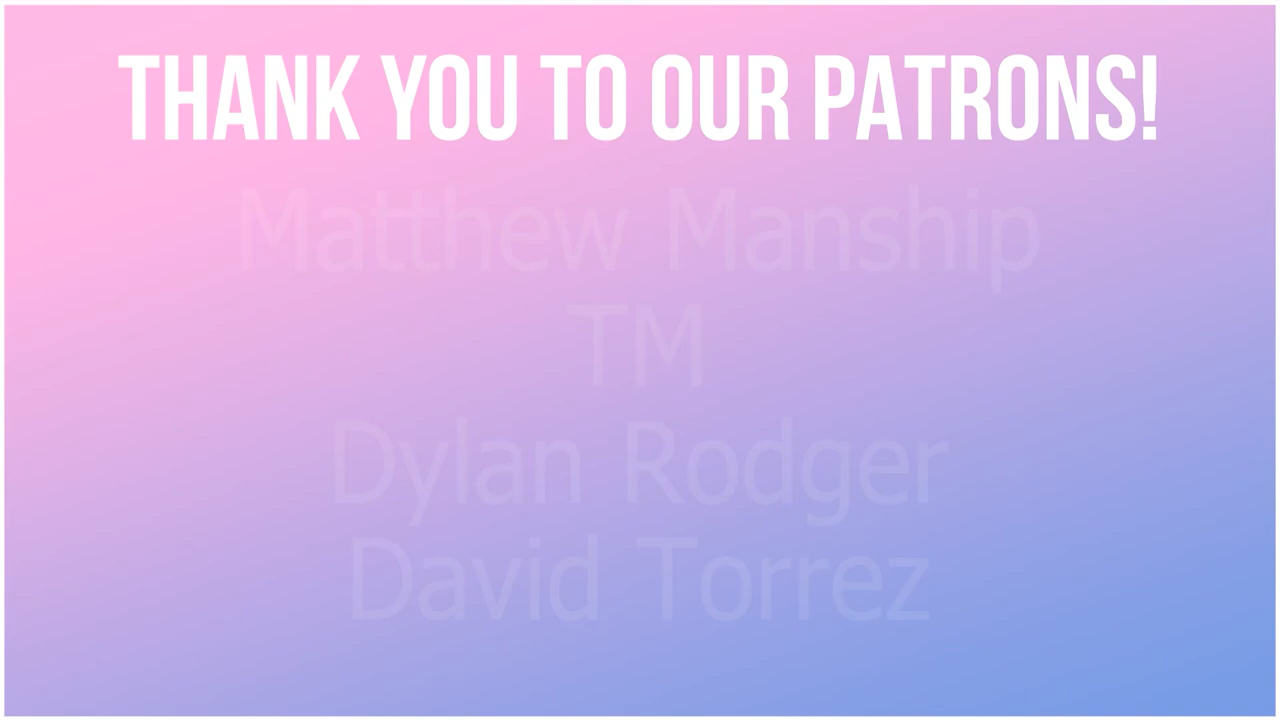 THANK YOU TO OUR PATRONS!
Matthew Manship
TM
Dylan Rodger
David Torrez